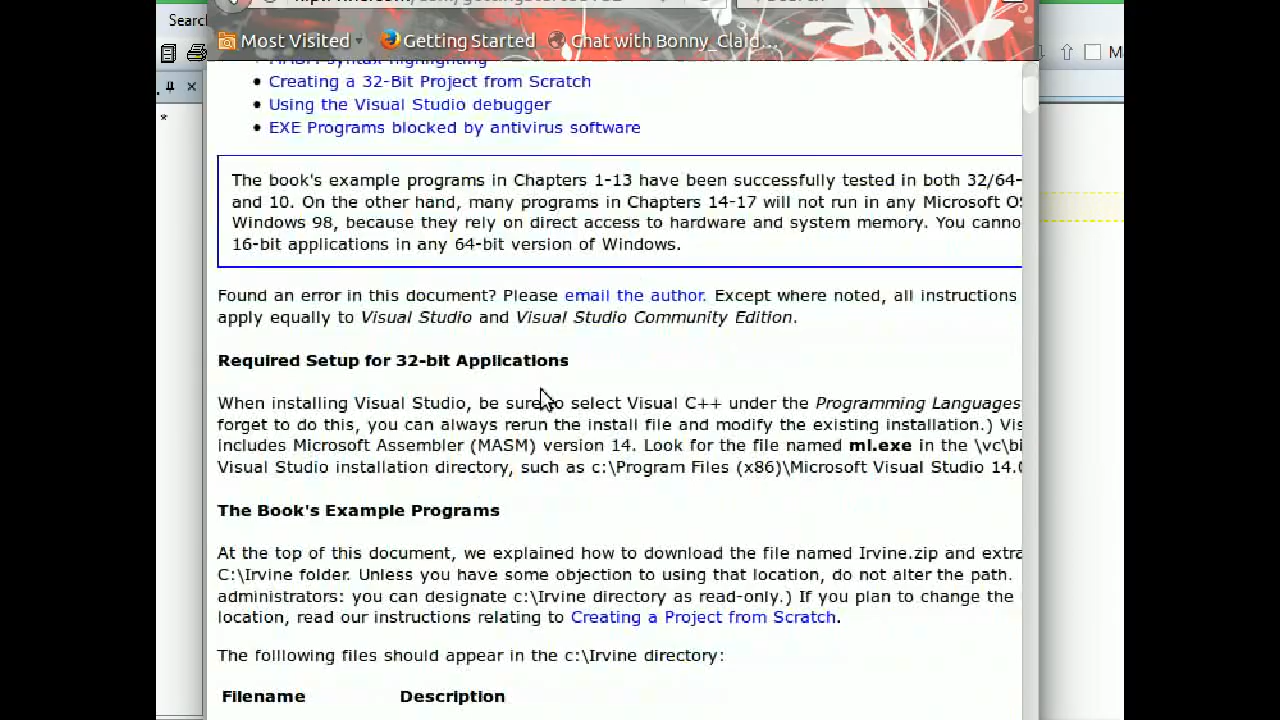 Search
Most Visited
Getting Started
Chat with Bonny_Claid...
M
Creating a 32-Bit Project from Scratch
Using the Visual Studio debugger
EXE Programs blocked by antivirus software
The book's example programs in Chapters 1-13 have been successfully tested in both 32/64-
and 10. On the other hand, many programs in Chapters 14-17 will not run in any Microsoft OS
Windows 98, because they rely on direct access to hardware and system memory. You canno
16-bit applications in any 64-bit version of Windows.
Found an error in this document? Please email the author. Except where noted, all instructions
apply equally to Visual Studio and Visual Studio Community Edition.
Required Setup for 32-bit Applications
When installing Visual Studio, be sure to select Visual C++ under the Programming Languages
forget to do this, you can always rerun the install file and modify the existing installation.) Vis
includes Microsoft Assembler (MASM) version 14. Look for the file named ml.exe in the \vc\bi
Visual Studio installation directory, such as c:\Program Files (x86)\Microsoft Visual Studio 14.0
The Book's Example Programs
At the top of this document, we explained how to download the file named Irvine.zip and extra
C:\Irvine folder. Unless you have some objection to using that location, do not alter the path.
administrators: you can designate c:\Irvine directory as read-only.) If you plan to change the
location, read our instructions relating to Creating a Project from Scratch.
The folllowing files should appear in the c:\Irvine directory:
Filename Description